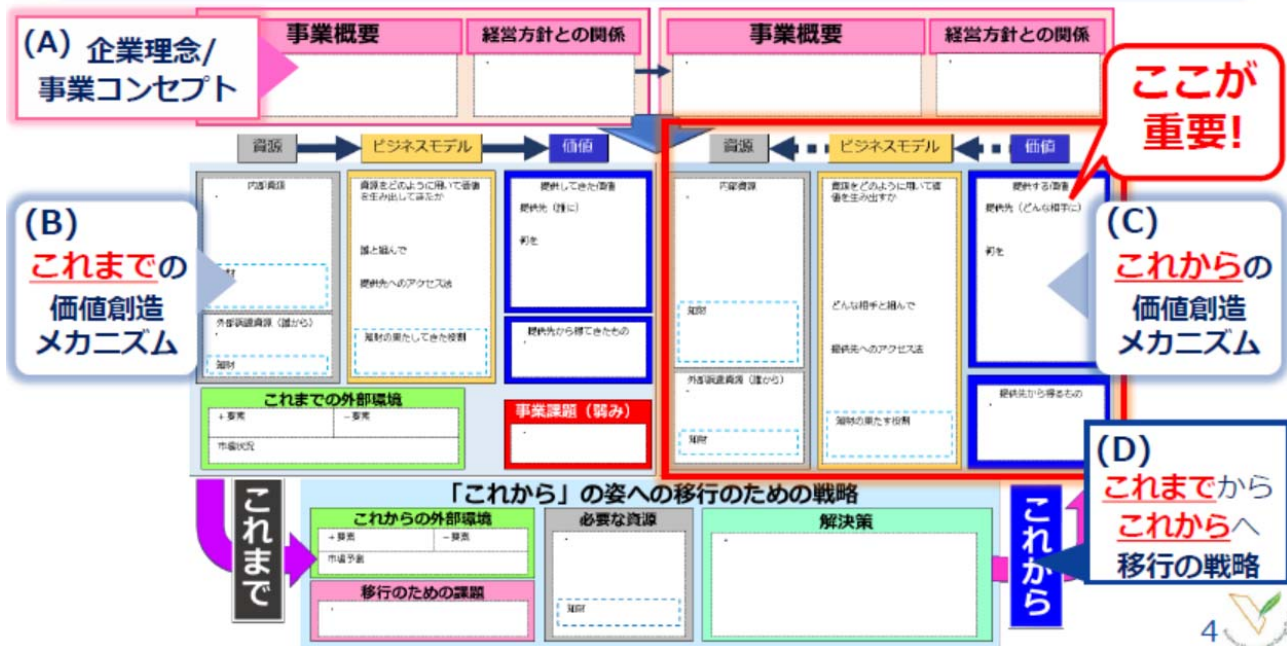 (A) 企業理念/
事業コンセプト
事業概要
経営方針との関係
事業概要
経営方針との関係
ここが
重要!
資源
ビジネスモデル
価値
資源
ビジネスモデル
価値
(B)
これまでの
価値創造
メカニズム
内部資源
知財
外部調達資源（誰から）
知財
資源をどのように用いて価値
を生み出してきたか
誰と組んで
提供先へのアクセス法
知財の果たしてきた役割
提供してきた価値
提供先（誰に）
何を
提供先から得てきたもの
これまでの外部環境
+要素
-要素
市場状況
事業課題（弱み）
内部資源
知財
外部調達資源（誰から）
知財
資源をどのように用いて価
値を生み出すか
どんな相手と組んで
提供先へのアクセス法
知財の果たす役割
提供する価値
提供先（どんな相手に）
何を
提供先から得るもの
(C)
これからの
価値創造
メカニズム
(D)
これまでから
これからへ
移行の戦略
これまで
「これから」の姿への移行のための戦略
これからの外部環境
+要素
-要素
市場予測
移行のための課題
必要な資源
知財
解決策
これから
4